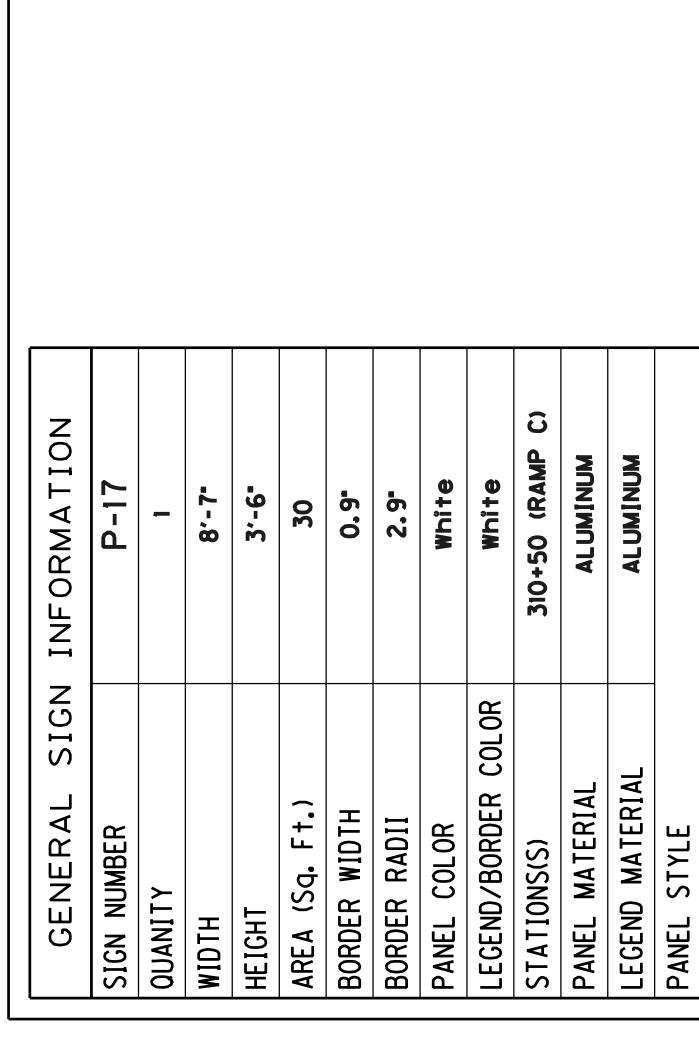 GENERAL SIGN INFORMATION
SIGN NUMBER P-17
QUANITY 1
WIDTH 8'-7"
HEIGHT 3'-6"
AREA (Sq. Ft.) 30
BORDER WIDTH 0.9"
BORDER RADII 2.9"
PANEL COLOR White
LEGEND/BORDER COLOR White
STATIONS(S) 310+50 (RAMP C)
PANEL MATERIAL ALUMINUM
LEGEND MATERIAL ALUMINUM
PANEL STYLE